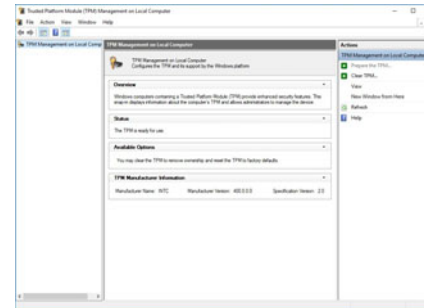 Trusted Platform Module (TPM) Management on Local Computer
File Action View Window Help
TPM Management on Local Comp
TPM Management on Local Computer
TPM Management on Local Computer
Configures the TPM and its support by the Windows platform
Overview
Windows computers containing a Trusted Platform Module (TPM) provide enhanced security features. This
snap-in displays information about the computer's TPM and allows administrators to manage the device.
Status
The TPM is ready for use.
Available Options
You may clear the TPM to remove ownership and reset the TPM to factory defaults.
TPM Manufacturer Information
Manufacturer Name: INTC Manufacturer Version: Specification Version: 2.0
Actions
TPM Management on Local Computer
Prepare the TPM...
Clear TPM...
View
New Window from Here
Refresh
Help